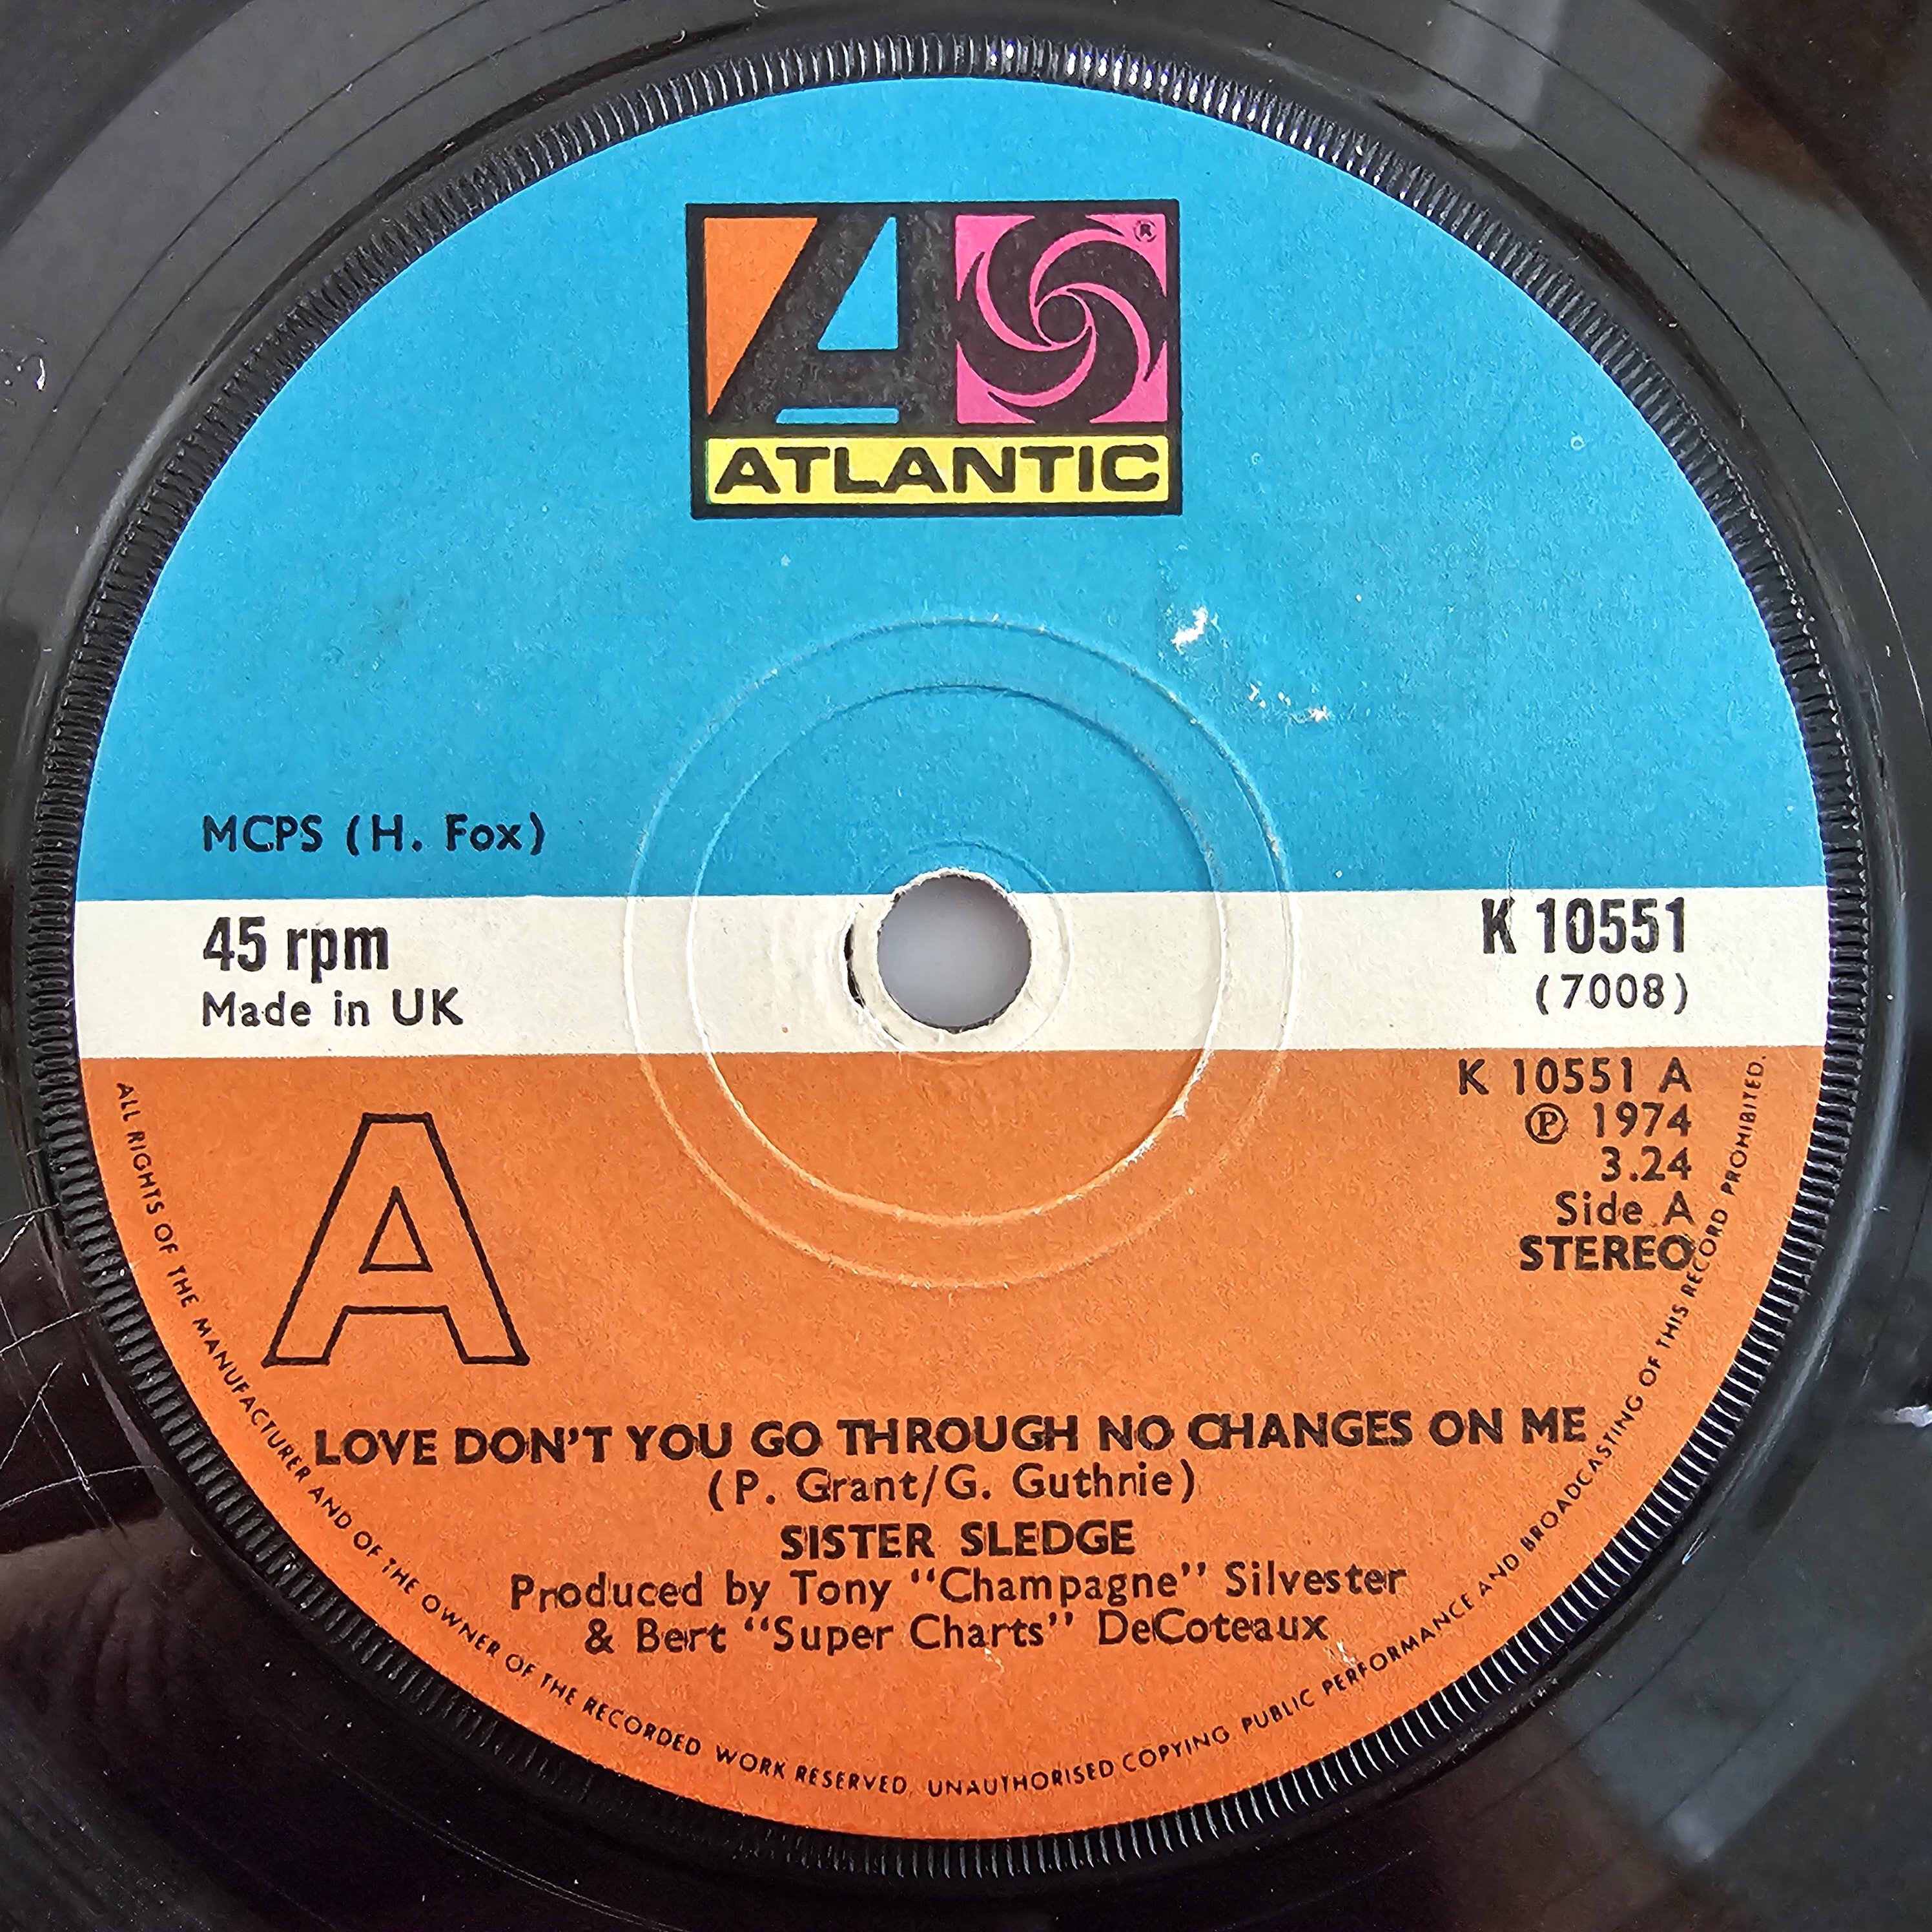 ATLANTIC
®
MCPS (H. Fox)
45 rpm
Made in UK
K 10551
(7008)
K 10551 A
Ⓟ 1974
3.24
Side A
STEREO
A
LOVE DON'T YOU GO THROUGH NO CHANGES ON ME
(P. Grant/G. Guthrie)
SISTER SLEDGE
Produced by Tony "Champagne" Silvester
& Bert "Super Charts" DeCoteaux
ALL RIGHTS OF THE MANUFACTURER AND OF THE OWNER OF THE RECORDED WORK RESERVED. UNAUTHORISED COPYING PUBLIC PERFORMANCE AND BROADCASTING OF THIS RECORD PROHIBITED.